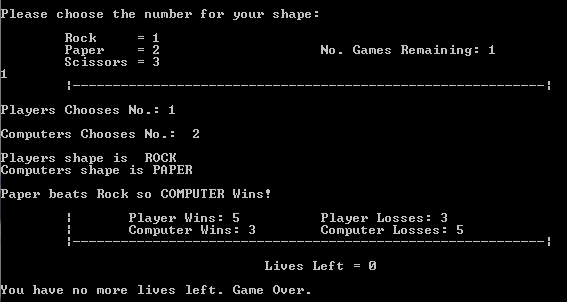 Please choose the number for your shape:
Rock = 1
Paper = 2 No. Games Remaining: 1
Scissors = 3
1
Players Chooses No.: 1
Computers Chooses No.: 2
Players shape is ROCK
Computers shape is PAPER
Paper beats Rock so COMPUTER Wins!
Player Wins: 5 Player Losses: 3
Computer Wins: 3 Computer Losses: 5
Lives Left = 0
You have no more lives left. Game Over.